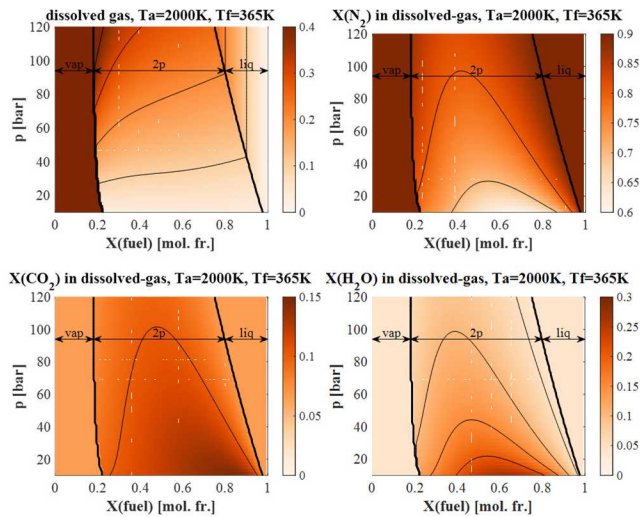 dissolved gas, Ta=2000K, Tf=365K
120
100
80
60
40
20
p [bar]
vap
2p
liq
0
0.2
0.4
0.6
0.8
1
X(fuel) [mol. fr.]
0.4
0.3
0.2
0.1
0
X(N₂) in dissolved-gas, Ta=2000K, Tf=365K
120
100
80
60
40
20
p [bar]
vap
2p
liq
0
0.2
0.4
0.6
0.8
1
X(fuel) [mol. fr.]
0.9
0.85
0.8
0.75
0.7
0.65
0.6
X(CO₂) in dissolved-gas, Ta=2000K, Tf=365K
120
100
80
60
40
20
p [bar]
vap
2p
liq
0
0.2
0.4
0.6
0.8
1
X(fuel) [mol. fr.]
0.15
0.1
0.05
0
X(H₂O) in dissolved-gas, Ta=2000K, Tf=365K
120
100
80
60
40
20
p [bar]
vap
2p
liq
0
0.2
0.4
0.6
0.8
1
X(fuel) [mol. fr.]
0.3
0.25
0.2
0.15
0.1
0.05
0